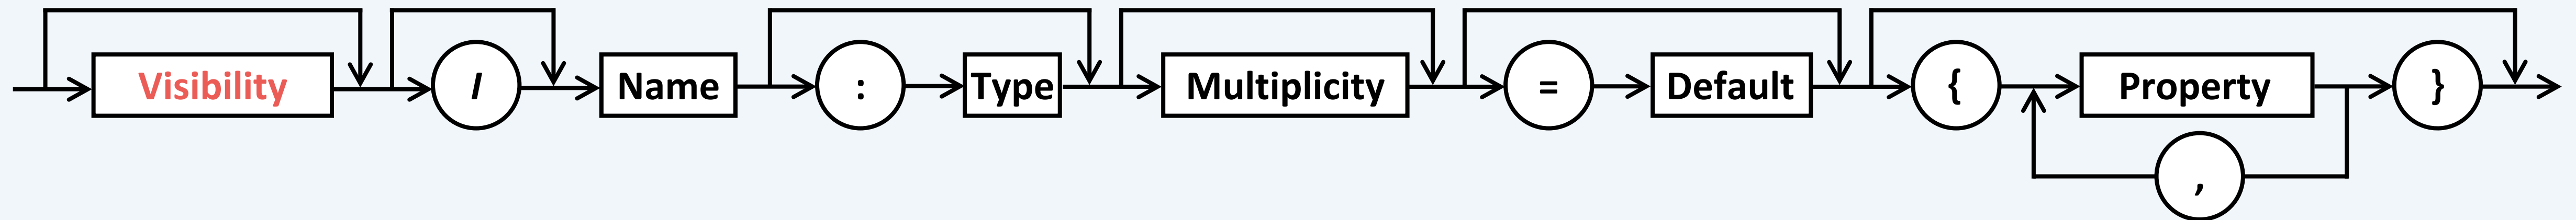 Visibility / Name : Type Multiplicity = Default { Property }
,